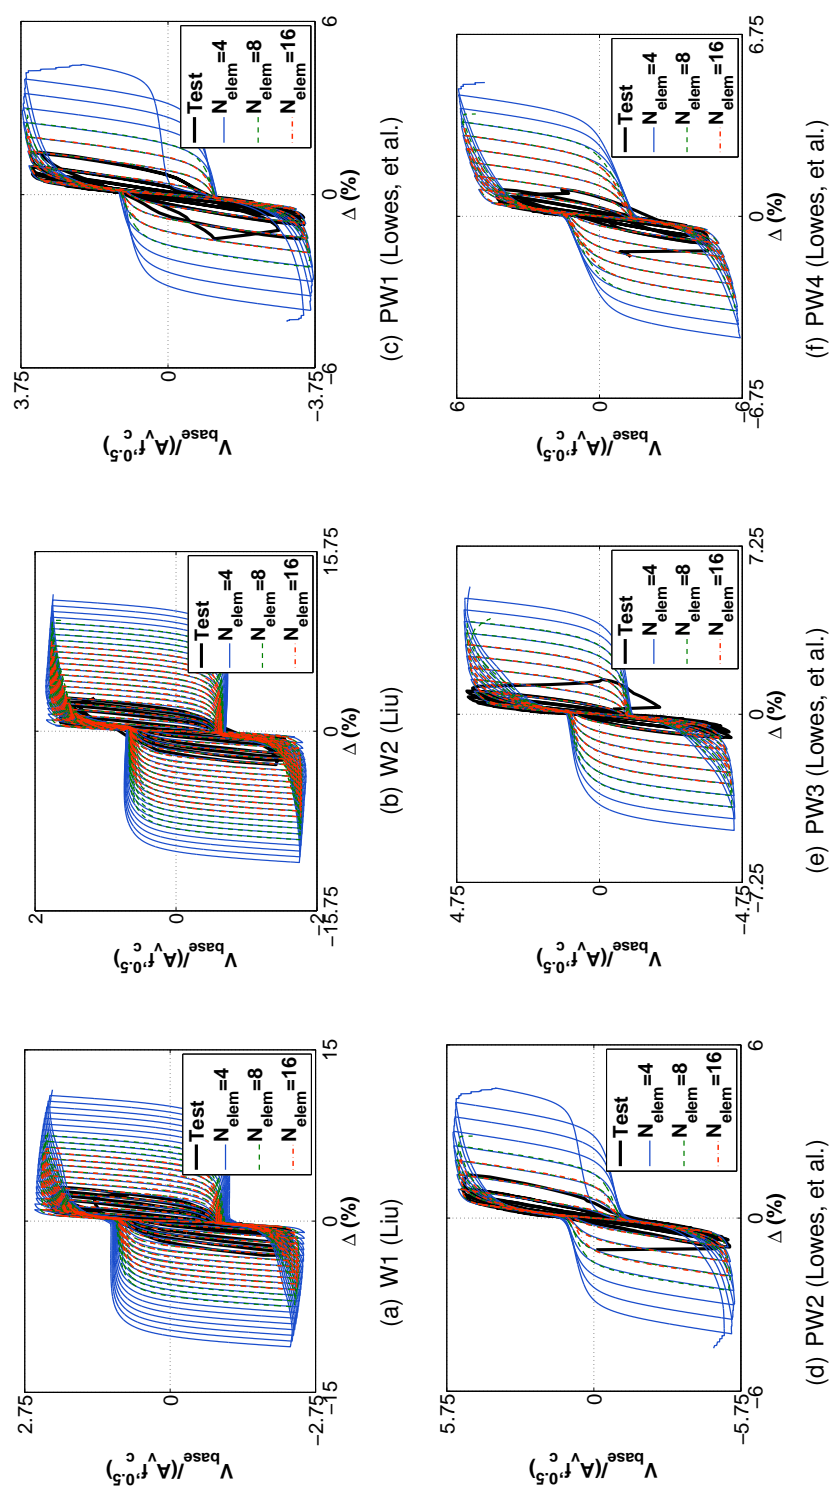 2.75
0
−2.75
−15
0
15
Δ (%)
V_base/(A_v f'_c^0.5)
Test
N_elem=4
N_elem=8
N_elem=16
(a) W1 (Liu)
2
0
−2
−15.75
0
15.75
Δ (%)
V_base/(A_v f'_c^0.5)
Test
N_elem=4
N_elem=8
N_elem=16
(b) W2 (Liu)
3.75
0
−3.75
−6
0
6
Δ (%)
V_base/(A_v f'_c^0.5)
Test
N_elem=4
N_elem=8
N_elem=16
(c) PW1 (Lowes, et al.)
5.75
0
−5.75
−6
0
6
Δ (%)
V_base/(A_v f'_c^0.5)
Test
N_elem=4
N_elem=8
N_elem=16
(d) PW2 (Lowes, et al.)
4.75
0
−4.75
−7.25
0
7.25
Δ (%)
V_base/(A_v f'_c^0.5)
Test
N_elem=4
N_elem=8
N_elem=16
(e) PW3 (Lowes, et al.)
6
0
−6
−6.75
0
6.75
Δ (%)
V_base/(A_v f'_c^0.5)
Test
N_elem=4
N_elem=8
N_elem=16
(f) PW4 (Lowes, et al.)